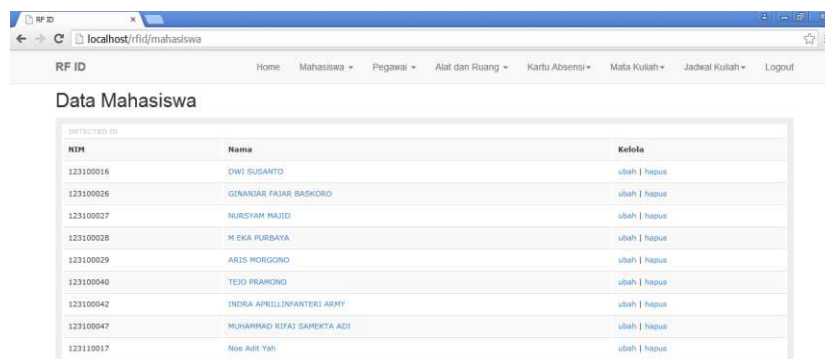 RF ID
localhost/rfid/mahasiswa
RF ID Home Mahasiswa Pegawai Alat dan Ruang Kartu Absensi Mata Kuliah Jadwal Kuliah Logout
Data Mahasiswa
DETECTED ID
NIM Nama Kelola
123100016 DWI SUSANTO ubah | hapus
123100026 GINANJAR FAJAR BASKORO ubah | hapus
123100027 NURSYAM MAJID ubah | hapus
123100028 M EKA PURBAYA ubah | hapus
123100029 ARIS MORGONO ubah | hapus
123100040 TEJO PRAMONO ubah | hapus
123100042 INDRA APRILLINFANTERI ARMY ubah | hapus
123100047 MUHAMMAD RIFAI SAMEKTA ADI ubah | hapus
123110017 Noe Adit Yah ubah | hapus